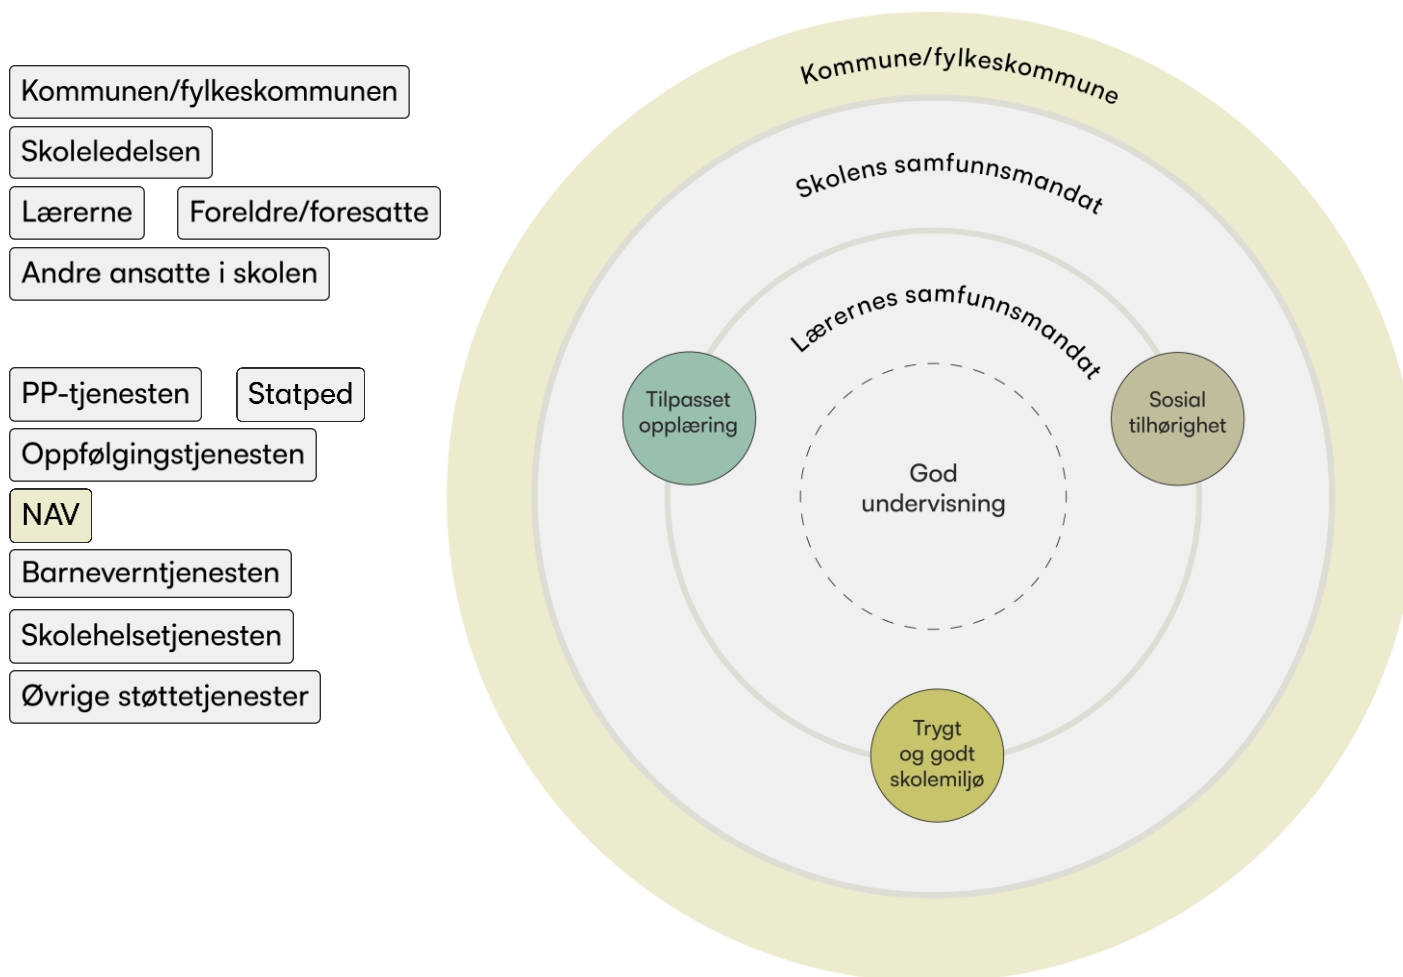 Kommunen/fylkeskommunen
Skoleledelsen
Lærerne
Foreldre/foresatte
Andre ansatte i skolen
PP-tjenesten
Statped
Oppfølgingstjenesten
NAV
Barneverntjenesten
Skolehelsetjenesten
Øvrige støttetjenester
Kommune/fylkeskommune
Skolens samfunnsmandat
Lærernes samfunnsmandat
Tilpasset
opplæring
Sosial
tilhørighet
God
undervisning
Trygt
og godt
skolemiljø